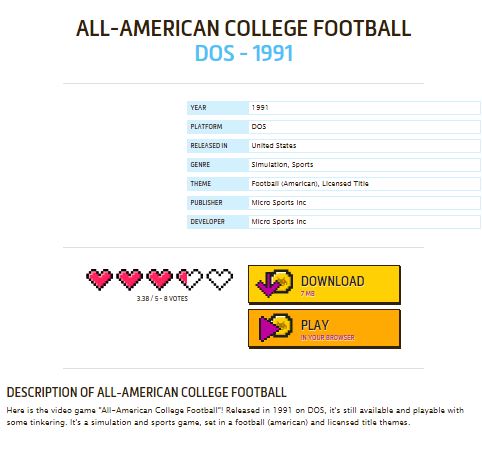 ALL-AMERICAN COLLEGE FOOTBALL
DOS - 1991
YEAR 1991
PLATFORM DOS
RELEASED IN United States
GENRE Simulation, Sports
THEME Football (American), Licensed Title
PUBLISHER Micro Sports Inc
DEVELOPER Micro Sports Inc
3.38 / 5 - 8 VOTES
DOWNLOAD
7 MB
PLAY
IN YOUR BROWSER
DESCRIPTION OF ALL-AMERICAN COLLEGE FOOTBALL
Here is the video game "All-American College Football"! Released in 1991 on DOS, it's still available and playable with
some tinkering. It's a simulation and sports game, set in a football (american) and licensed title themes.